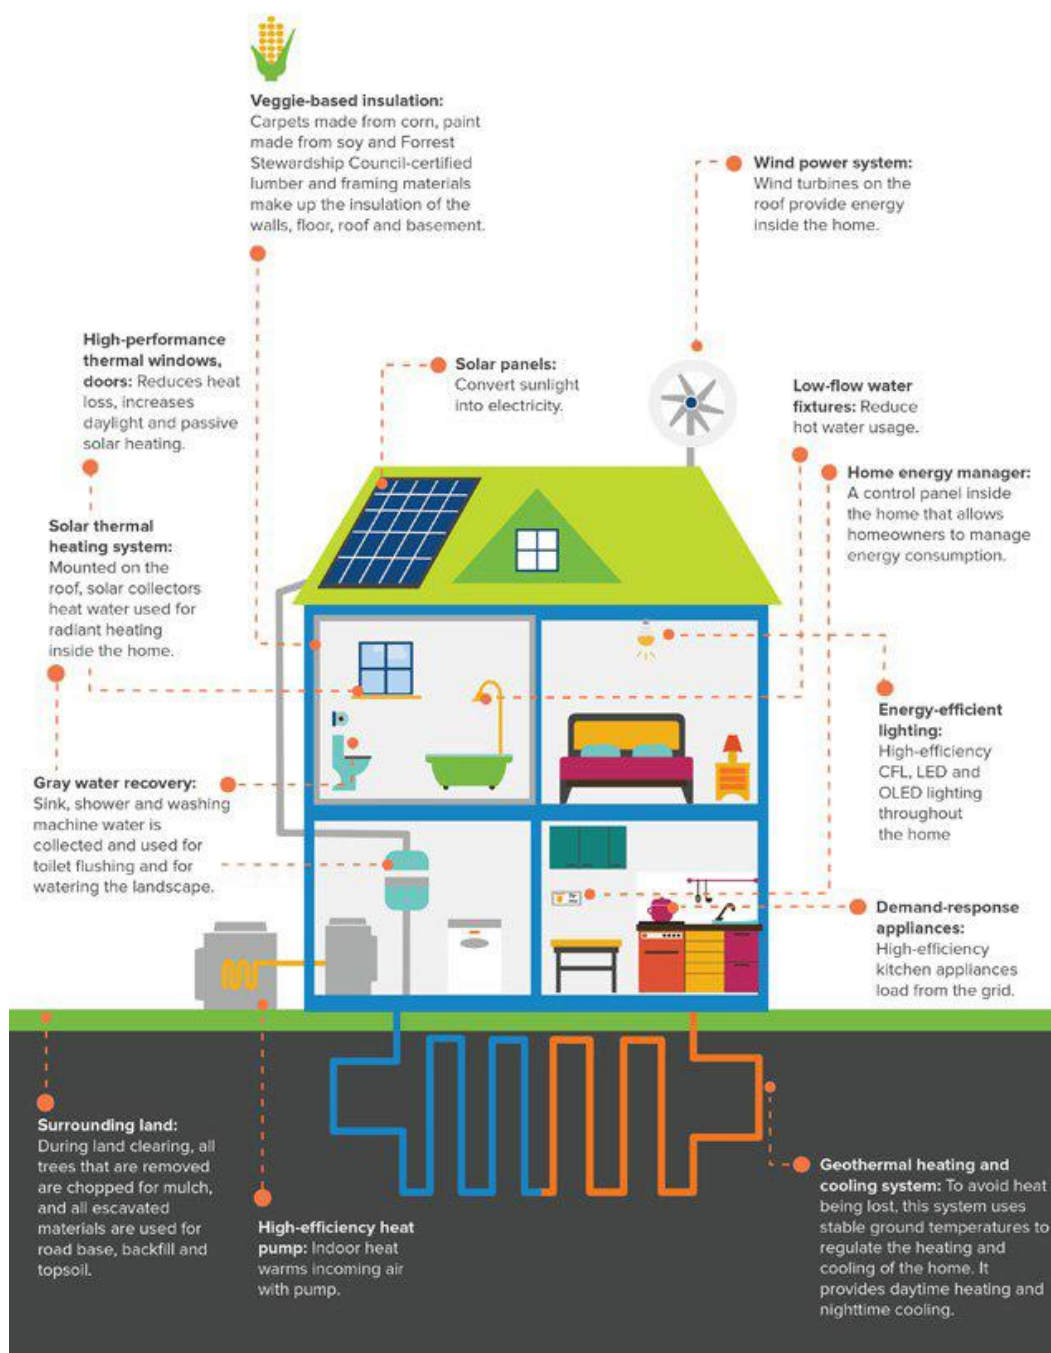 Veggie-based insulation:
Carpets made from corn, paint
made from soy and Forrest
Stewardship Council-certified
lumber and framing materials
make up the insulation of the
walls, floor, roof and basement.
Wind power system:
Wind turbines on the
roof provide energy
inside the home.
High-performance
thermal windows,
doors: Reduces heat
loss, increases
daylight and passive
solar heating.
Solar panels:
Convert sunlight
into electricity.
Low-flow water
fixtures: Reduce
hot water usage.
Home energy manager:
A control panel inside
the home that allows
homeowners to manage
energy consumption.
Solar thermal
heating system:
Mounted on the
roof, solar collectors
heat water used for
radiant heating
inside the home.
Energy-efficient
lighting:
High-efficiency
CFL, LED and
OLED lighting
throughout
the home
Gray water recovery:
Sink, shower and washing
machine water is
collected and used for
toilet flushing and for
watering the landscape.
Demand-response
appliances:
High-efficiency
kitchen appliances
load from the grid.
Surrounding land:
During land clearing, all
trees that are removed
are chopped for mulch,
and all escavated
materials are used for
road base, backfill and
topsoil.
High-efficiency heat
pump: Indoor heat
warms incoming air
with pump.
Geothermal heating and
cooling system: To avoid heat
being lost, this system uses
stable ground temperatures to
regulate the heating and
cooling of the home. It
provides daytime heating and
nighttime cooling.